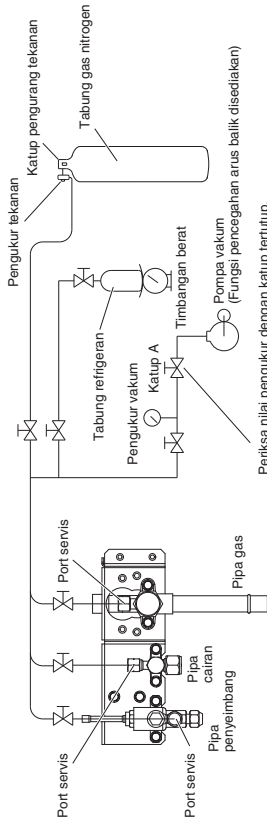 Pengukur tekanan
Katup pengurang tekanan
Tabung gas nitrogen
Tabung refrigeran
Timbangan berat
Pengukur vakum
Katup A
Pompa vakum
(Fungsi pencegahan arus balik disediakan)
Periksa nilai pengukur dengan katup tertutup
Port servis
Port servis
Port servis
Pipa gas
Pipa
cairan
Pipa
penyeimbang